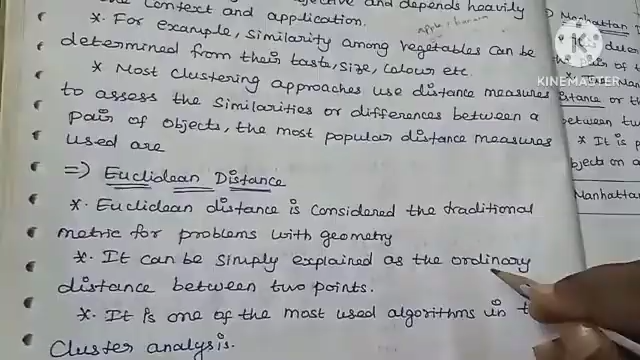 the context and application.
* For example, similarity among vegetables can be
apple, banana
determined from their taste, size, colour etc.
* Most clustering approaches use distance measures
to assess the similarities or differences between a
pair of objects, the most popular distance measures
used are
=> Euclidean Distance
* Euclidean distance is considered the traditional
metric for problems with geometry
* It can be simply explained as the ordinary
distance between two points.
* It is one of the most used algorithms in
Cluster analysis.
Manhattan
KINEMASTER
distance or th
between two
* It is p
objects on a
Manhattan